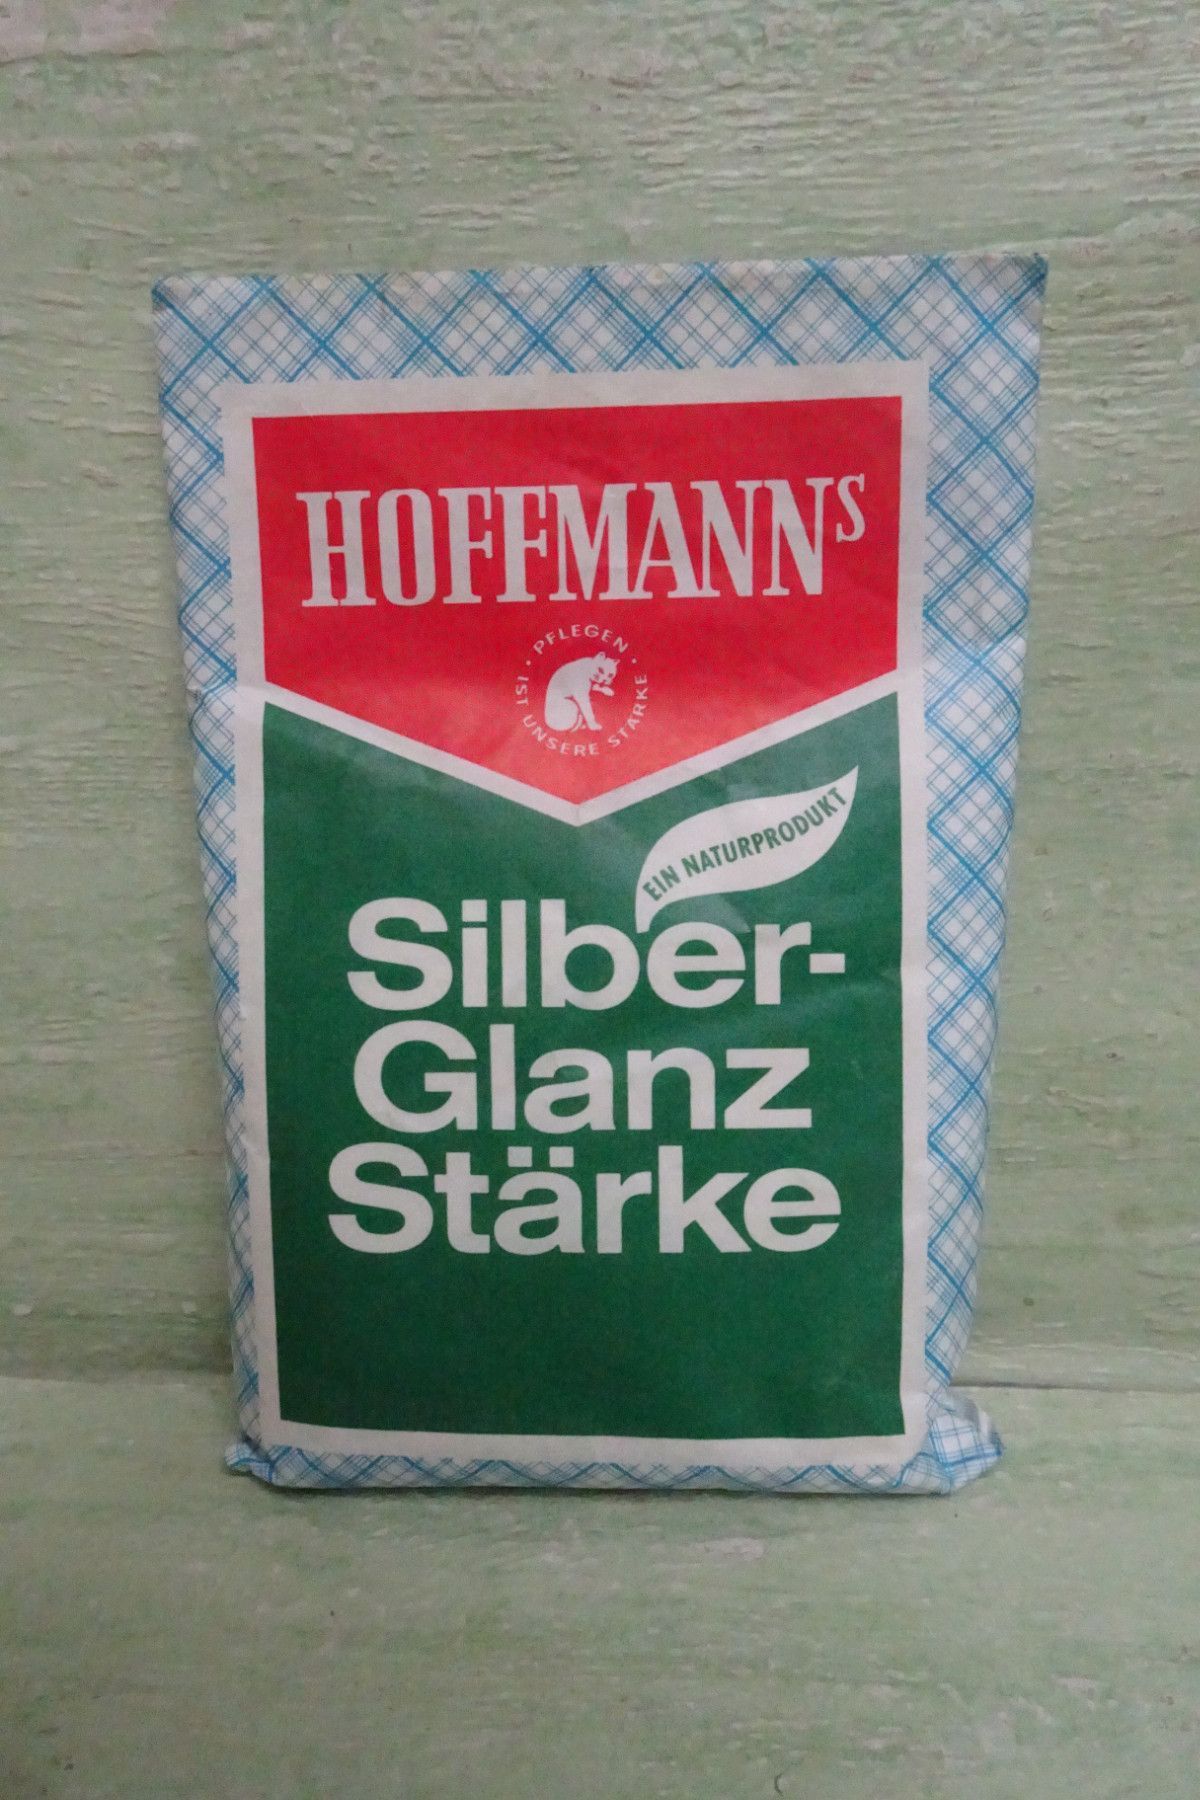 HOFFMANNS
PFLEGEN · IST UNSERE STÄRKE ·
EIN NATURPRODUKT
Silber-
Glanz
Stärke